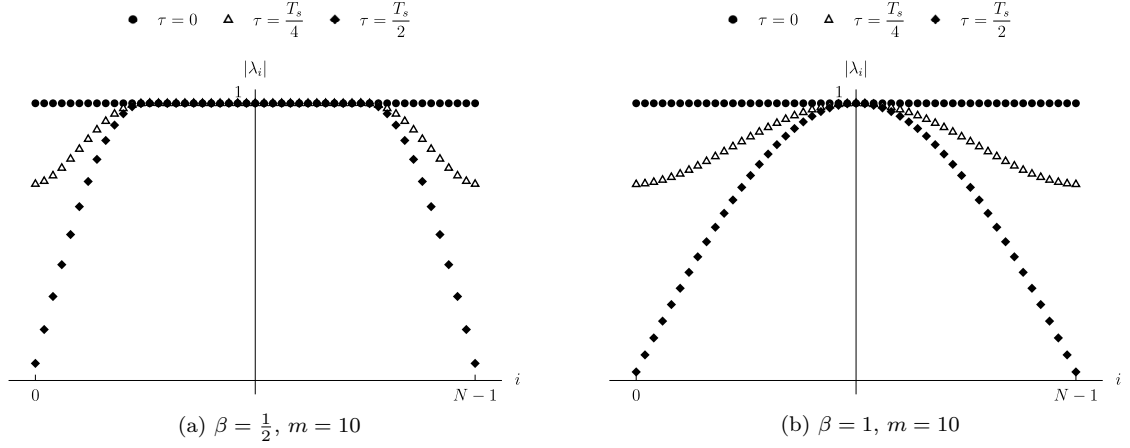 τ = 0 τ = T_s/4 τ = T_s/2
|λ_i|
1
0 N − 1 i
(a) β = 1/2, m = 10
τ = 0 τ = T_s/4 τ = T_s/2
|λ_i|
1
0 N − 1 i
(b) β = 1, m = 10